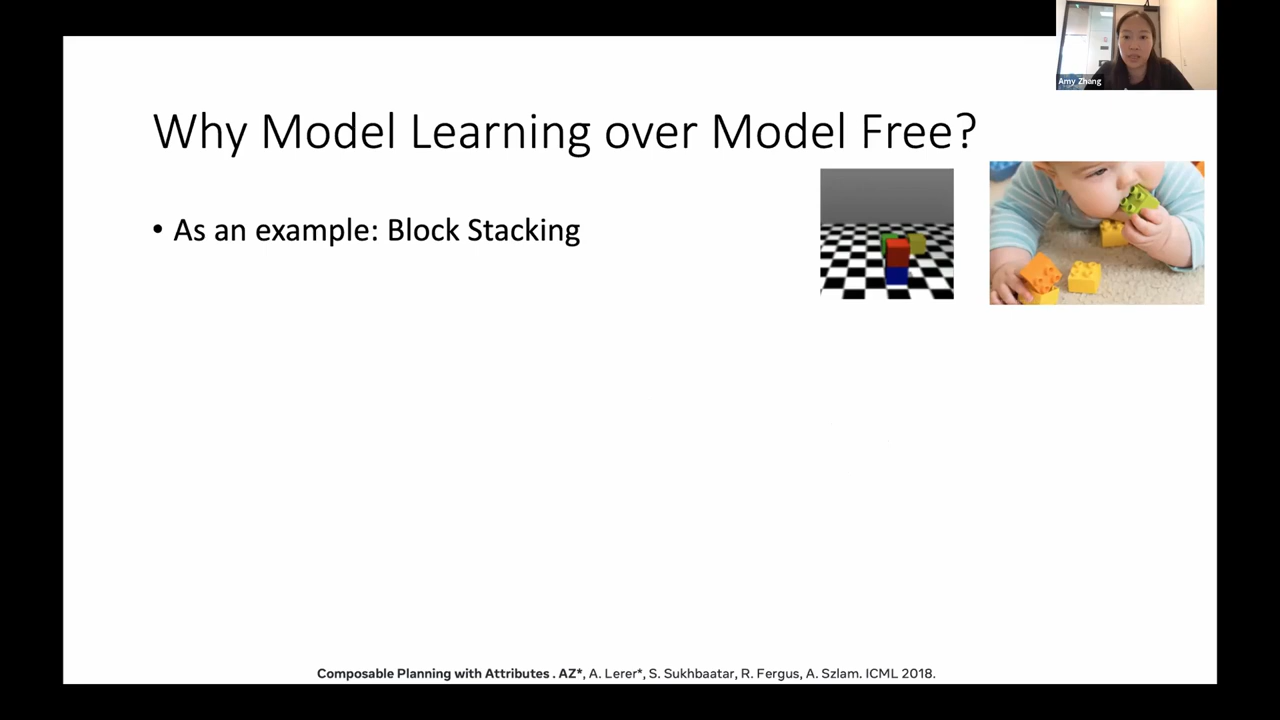 Amy Zhang
Why Model Learning over Model Free?
• As an example: Block Stacking
Composable Planning with Attributes . AZ*, A. Lerer*, S. Sukhbaatar, R. Fergus, A. Szlam. ICML 2018.